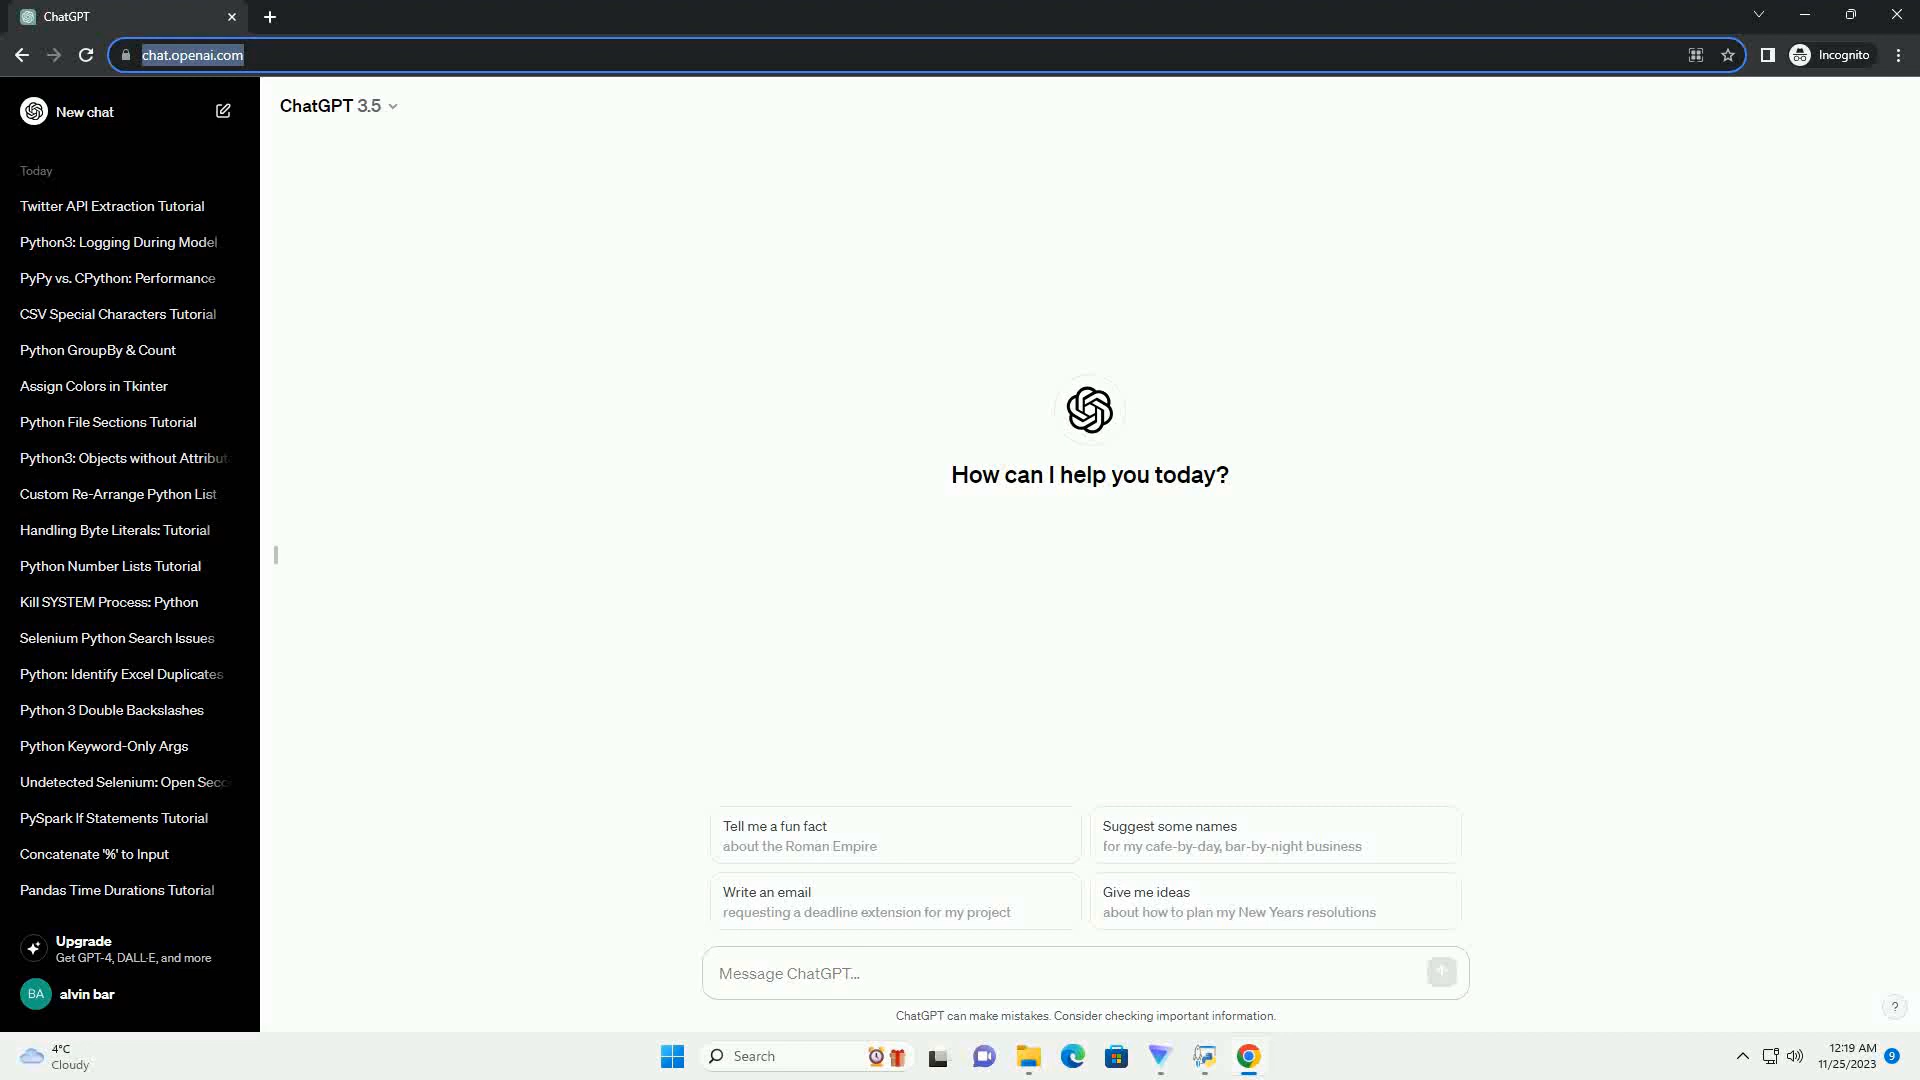 ChatGPT
chat.openai.com
Incognito
New chat
ChatGPT 3.5
Today
Twitter API Extraction Tutorial
Python3: Logging During Model
PyPy vs. CPython: Performance
CSV Special Characters Tutorial
Python GroupBy & Count
Assign Colors in Tkinter
Python File Sections Tutorial
Python3: Objects without Attribut
Custom Re-Arrange Python List
Handling Byte Literals: Tutorial
Python Number Lists Tutorial
Kill SYSTEM Process: Python
Selenium Python Search Issues
Python: Identify Excel Duplicates
Python 3 Double Backslashes
Python Keyword-Only Args
Undetected Selenium: Open Sec
PySpark If Statements Tutorial
Concatenate '%' to Input
Pandas Time Durations Tutorial
Upgrade
Get GPT-4, DALL·E, and more
BA
alvin bar
How can I help you today?
Tell me a fun fact
about the Roman Empire
Suggest some names
for my cafe-by-day, bar-by-night business
Write an email
requesting a deadline extension for my project
Give me ideas
about how to plan my New Years resolutions
Message ChatGPT...
ChatGPT can make mistakes. Consider checking important information.
?
4°C
Cloudy
Search
12:19 AM
11/25/2023
9